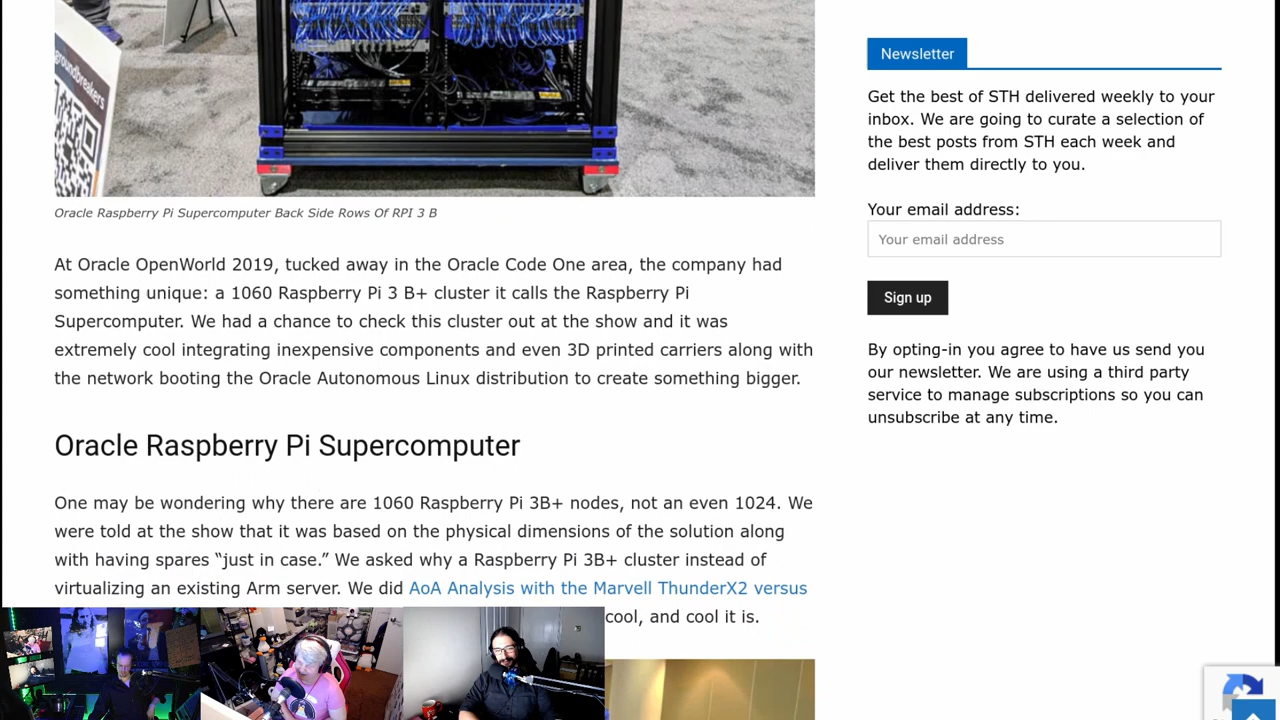 groundbreakers
Oracle Raspberry Pi Supercomputer Back Side Rows Of RPI 3 B
At Oracle OpenWorld 2019, tucked away in the Oracle Code One area, the company had
something unique: a 1060 Raspberry Pi 3 B+ cluster it calls the Raspberry Pi
Supercomputer. We had a chance to check this cluster out at the show and it was
extremely cool integrating inexpensive components and even 3D printed carriers along with
the network booting the Oracle Autonomous Linux distribution to create something bigger.
Oracle Raspberry Pi Supercomputer
One may be wondering why there are 1060 Raspberry Pi 3B+ nodes, not an even 1024. We
were told at the show that it was based on the physical dimensions of the solution along
with having spares “just in case.” We asked why a Raspberry Pi 3B+ cluster instead of
virtualizing an existing Arm server. We did AoA Analysis with the Marvell ThunderX2 versus
cool, and cool it is.
Newsletter
Get the best of STH delivered weekly to your
inbox. We are going to curate a selection of
the best posts from STH each week and
deliver them directly to you.
Your email address:
Your email address
Sign up
By opting-in you agree to have us send you
our newsletter. We are using a third party
service to manage subscriptions so you can
unsubscribe at any time.